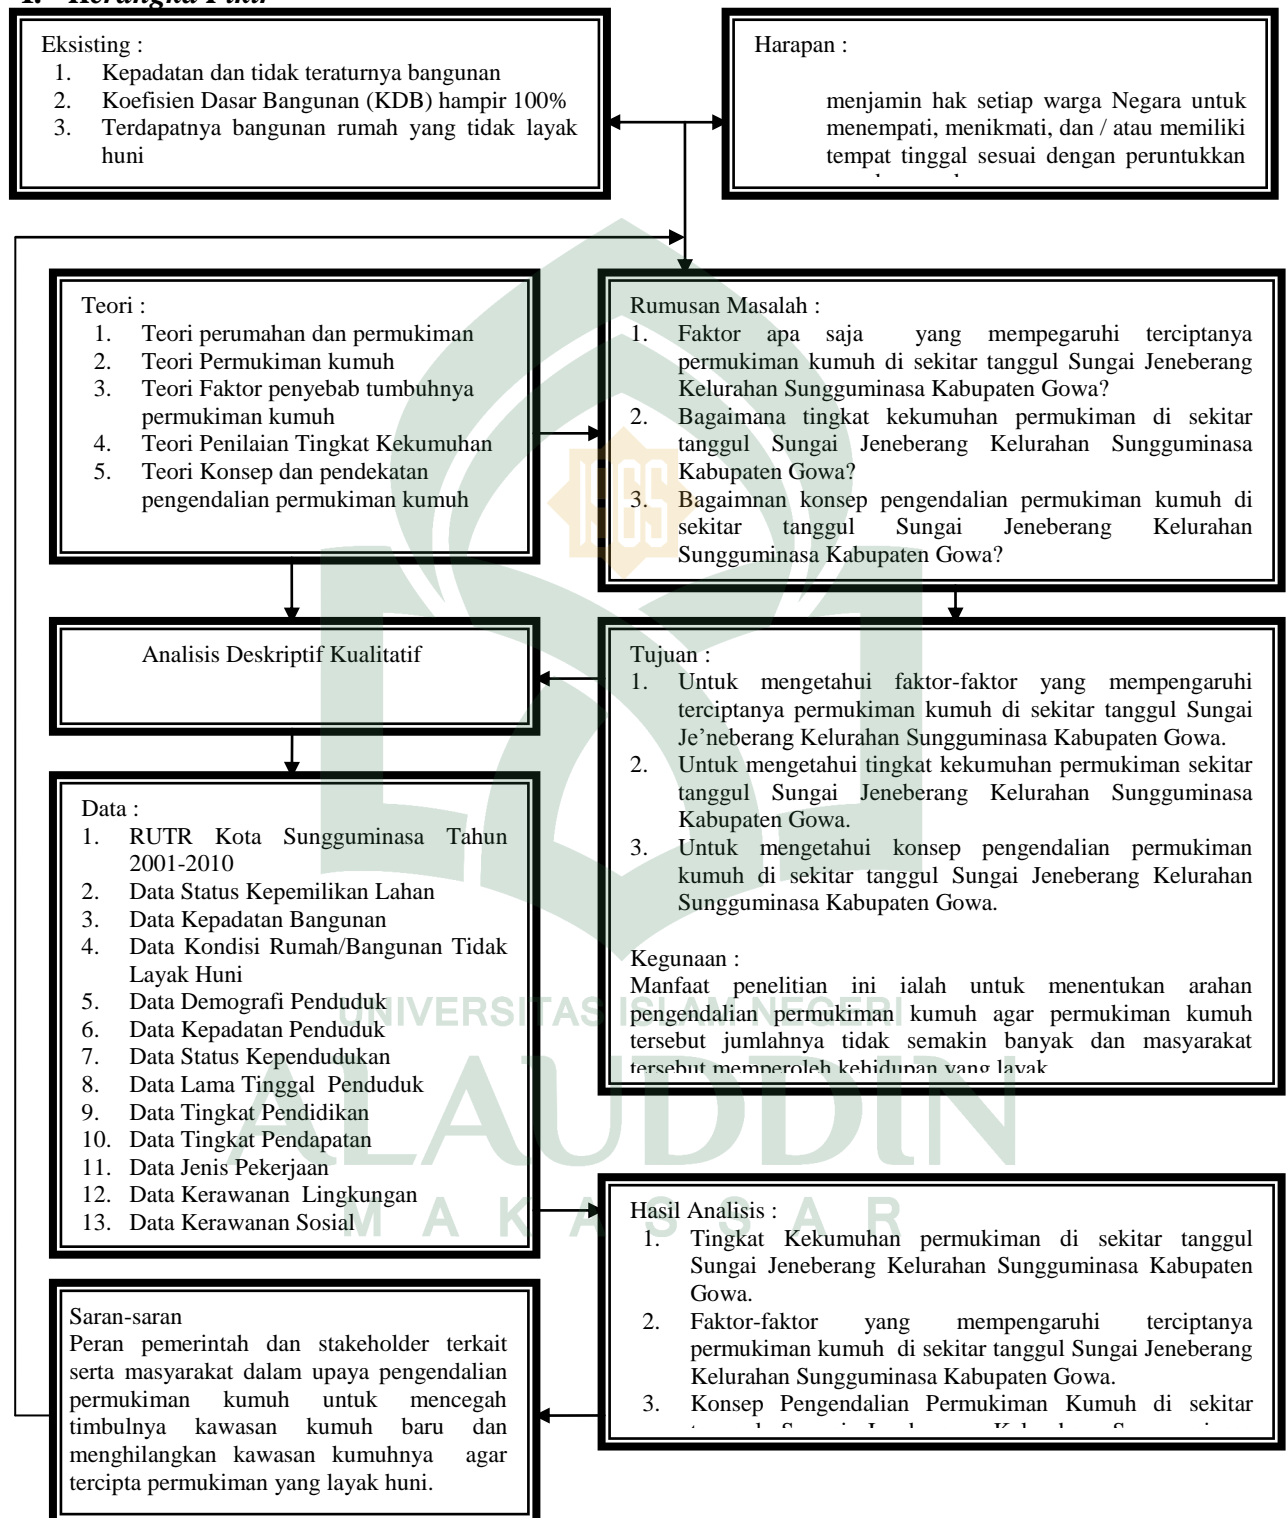 Eksisting :
1. Kepadatan dan tidak teraturnya bangunan
2. Koefisien Dasar Bangunan (KDB) hampir 100%
3. Terdapatnya bangunan rumah yang tidak layak
huni
Harapan :
menjamin hak setiap warga Negara untuk
menempati, menikmati, dan / atau memiliki
tempat tinggal sesuai dengan peruntukkan
Teori :
1. Teori perumahan dan permukiman
2. Teori Permukiman kumuh
3. Teori Faktor penyebab tumbuhnya
permukiman kumuh
4. Teori Penilaian Tingkat Kekumuhan
5. Teori Konsep dan pendekatan
pengendalian permukiman kumuh
Rumusan Masalah :
1. Faktor apa saja yang mempegaruhi terciptanya
permukiman kumuh di sekitar tanggul Sungai Jeneberang
Kelurahan Sungguminasa Kabupaten Gowa?
2. Bagaimana tingkat kekumuhan permukiman di sekitar
tanggul Sungai Jeneberang Kelurahan Sungguminasa
Kabupaten Gowa?
3. Bagaimnan konsep pengendalian permukiman kumuh di
sekitar tanggul Sungai Jeneberang Kelurahan
Sungguminasa Kabupaten Gowa?
Analisis Deskriptif Kualitatif
Tujuan :
1. Untuk mengetahui faktor-faktor yang mempengaruhi
terciptanya permukiman kumuh di sekitar tanggul Sungai
Je’neberang Kelurahan Sungguminasa Kabupaten Gowa.
2. Untuk mengetahui tingkat kekumuhan permukiman sekitar
tanggul Sungai Jeneberang Kelurahan Sungguminasa
Kabupaten Gowa.
3. Untuk mengetahui konsep pengendalian permukiman
kumuh di sekitar tanggul Sungai Jeneberang Kelurahan
Sungguminasa Kabupaten Gowa.
Kegunaan :
Manfaat penelitian ini ialah untuk menentukan arahan
pengendalian permukiman kumuh agar permukiman kumuh
tersebut jumlahnya tidak semakin banyak dan masyarakat
tersebut memperoleh kehidupan yang layak
Data :
1. RUTR Kota Sungguminasa Tahun
2001-2010
2. Data Status Kepemilikan Lahan
3. Data Kepadatan Bangunan
4. Data Kondisi Rumah/Bangunan Tidak
Layak Huni
5. Data Demografi Penduduk
6. Data Kepadatan Penduduk
7. Data Status Kependudukan
8. Data Lama Tinggal Penduduk
9. Data Tingkat Pendidikan
10. Data Tingkat Pendapatan
11. Data Jenis Pekerjaan
12. Data Kerawanan Lingkungan
13. Data Kerawanan Sosial
Hasil Analisis :
1. Tingkat Kekumuhan permukiman di sekitar tanggul
Sungai Jeneberang Kelurahan Sungguminasa Kabupaten
Gowa.
2. Faktor-faktor yang mempengaruhi terciptanya
permukiman kumuh di sekitar tanggul Sungai Jeneberang
Kelurahan Sungguminasa Kabupaten Gowa.
3. Konsep Pengendalian Permukiman Kumuh di sekitar
Saran-saran
Peran pemerintah dan stakeholder terkait
serta masyarakat dalam upaya pengendalian
permukiman kumuh untuk mencegah
timbulnya kawasan kumuh baru dan
menghilangkan kawasan kumuhnya agar
tercipta permukiman yang layak huni.
1965
UNIVERSITAS ISLAM NEGERI
ALAUDDIN
MAKASSAR